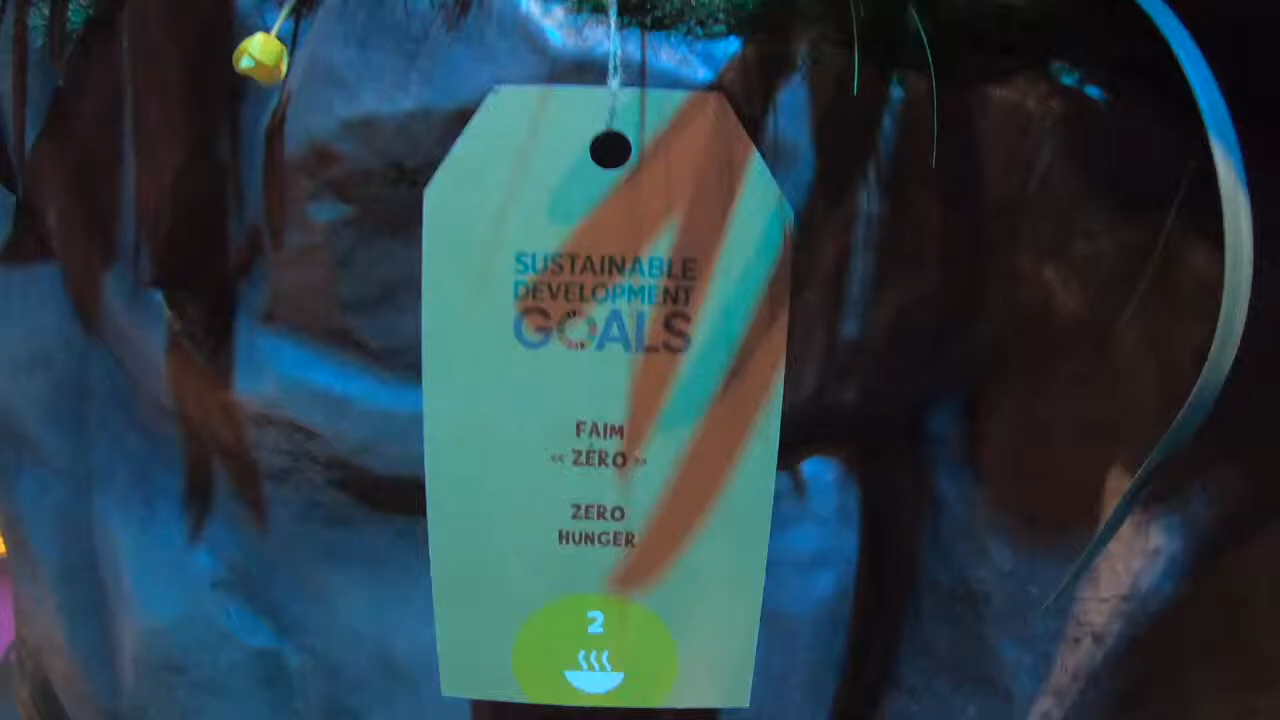 SUSTAINABLE
DEVELOPMENT
GOALS
FAIM
« ZÉRO »
ZERO
HUNGER
2